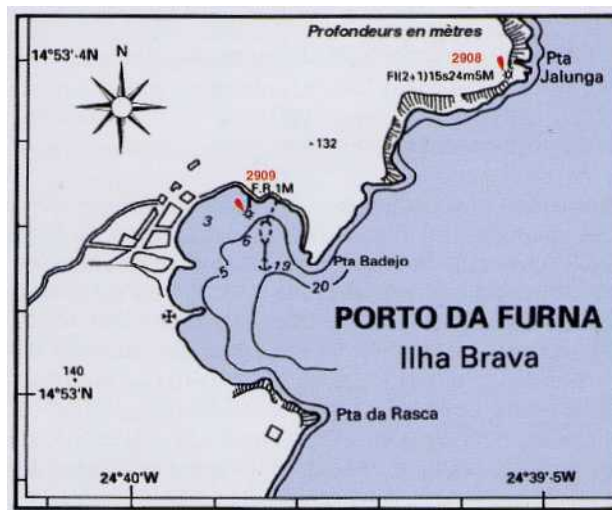 Profondeurs en mètres
14°53'·4N
N
2908
Fl(2+1)15s24m5M
Pta
Jalunga
132
2909
F.R.1M
3
6
5
19
20
Pta Badejo
PORTO DA FURNA
Ilha Brava
140
14°53'N
Pta da Rasca
24°40'W
24°39'·5W